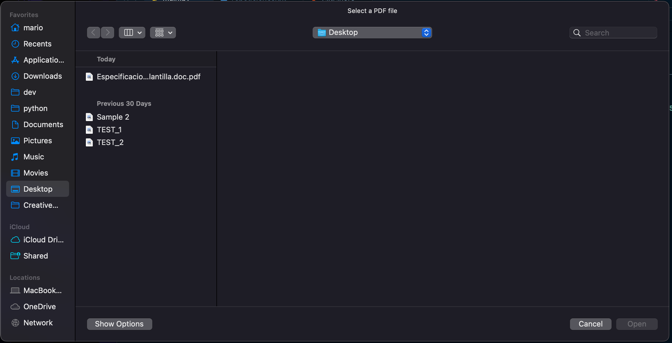 Select a PDF file
Favorites
mario
Recents
Applicatio...
Downloads
dev
python
Documents
Pictures
Music
Movies
Desktop
Creative...
iCloud
iCloud Dri...
Shared
Locations
MacBook...
OneDrive
Network
Desktop
Search
Today
Especificacio...lantilla.doc.pdf
Previous 30 Days
Sample 2
TEST_1
TEST_2
Show Options
Cancel
Open